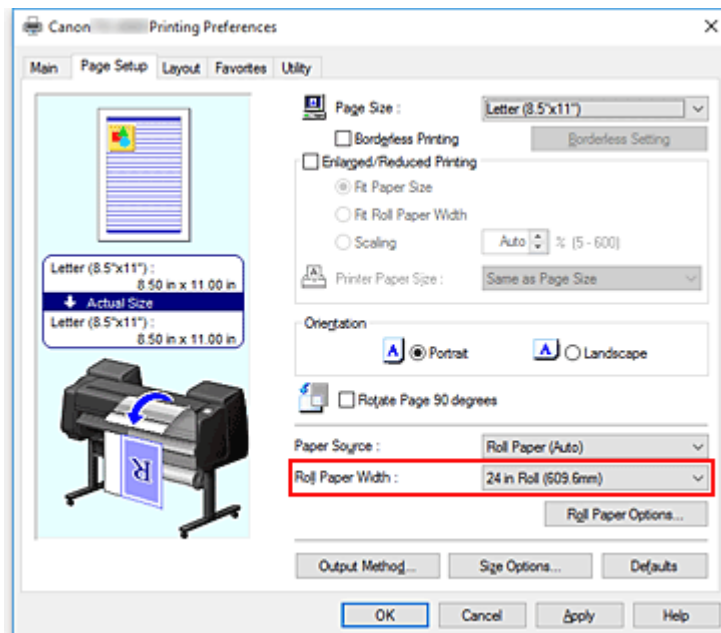 Canon Printing Preferences
Main Page Setup Layout Favorites Utility
Page Size : Letter (8.5"x11")
Borderless Printing Borderless Setting
Enlarged/Reduced Printing
Fit Paper Size
Fit Roll Paper Width
Scaling Auto % (5 - 600)
Printer Paper Size : Same as Page Size
Letter (8.5"x11") :
8.50 in x 11.00 in
Actual Size
Letter (8.5"x11") :
8.50 in x 11.00 in
Orientation
A Portrait A Landscape
Rotate Page 90 degrees
R
Paper Source : Roll Paper (Auto)
Roll Paper Width : 24 in Roll (609.6mm)
Roll Paper Options...
Output Method... Size Options... Defaults
OK Cancel Apply Help